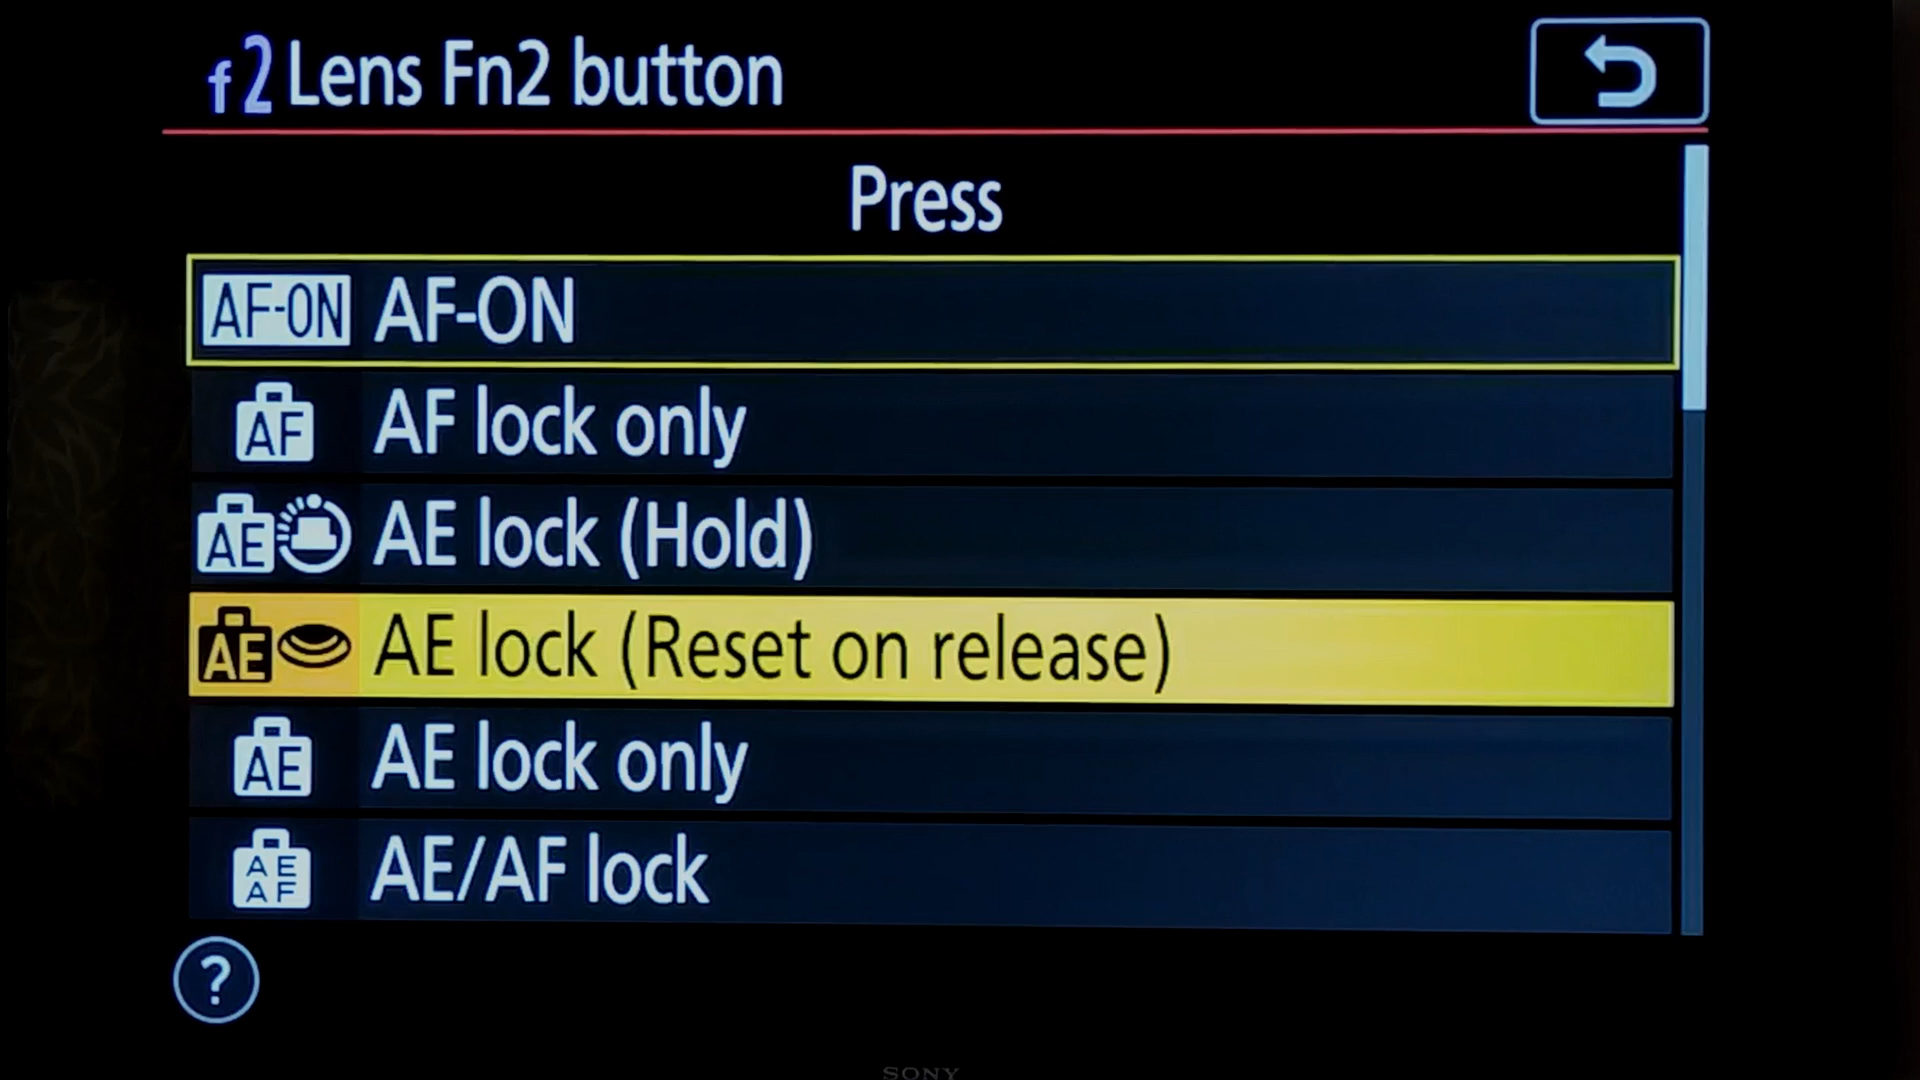 f2 Lens Fn2 button
Press
AF-ON AF-ON
AF AF lock only
AE AE lock (Hold)
AE AE lock (Reset on release)
AE AE lock only
AE AF AE/AF lock
?
SONY